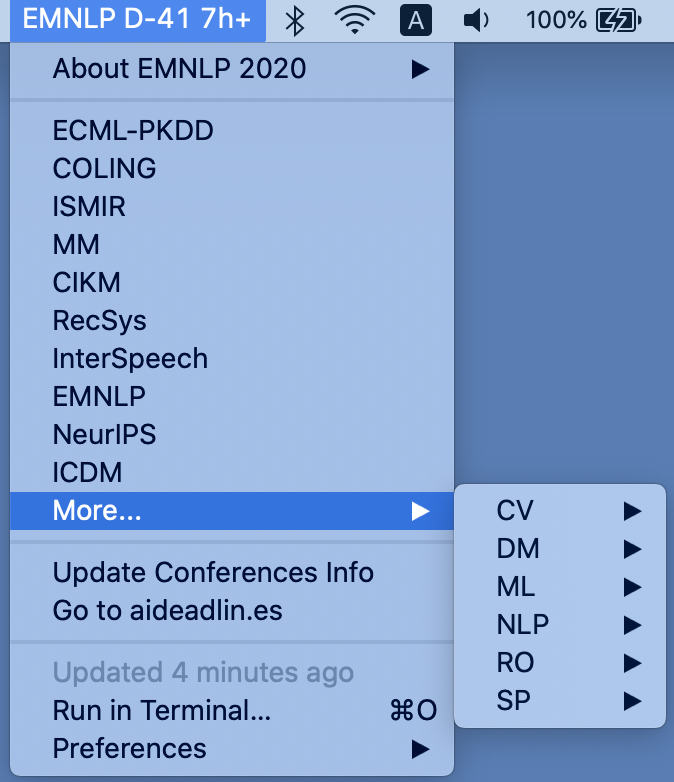 EMNLP D-41 7h+ A 100%
About EMNLP 2020
ECML-PKDD
COLING
ISMIR
MM
CIKM
RecSys
InterSpeech
EMNLP
NeurIPS
ICDM
More...
CV
DM
ML
NLP
RO
SP
Update Conferences Info
Go to aideadlin.es
Updated 4 minutes ago
Run in Terminal... ⌘O
Preferences